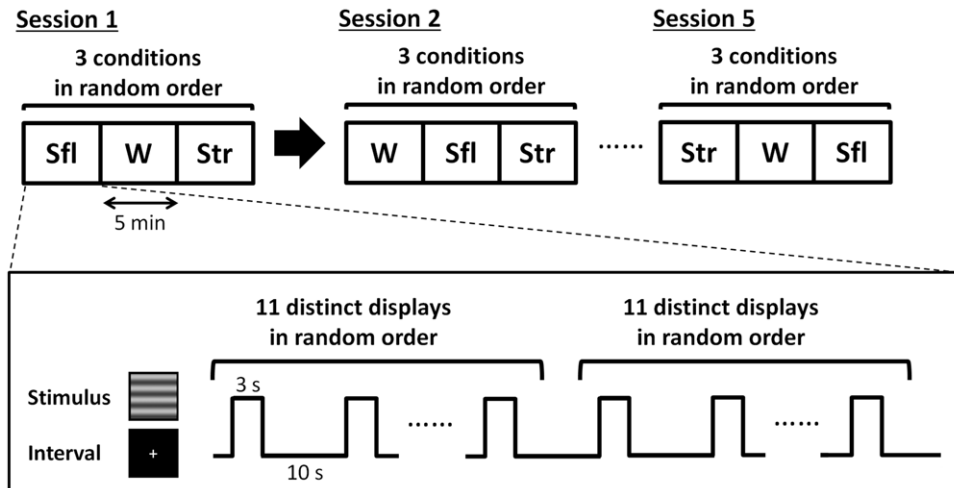 Session 1
Session 2
Session 5
3 conditions
in random order
3 conditions
in random order
3 conditions
in random order
Sfl W Str
W Sfl Str
......
Str W Sfl
5 min
11 distinct displays
in random order
11 distinct displays
in random order
3 s
Stimulus
......
......
Interval
+
10 s